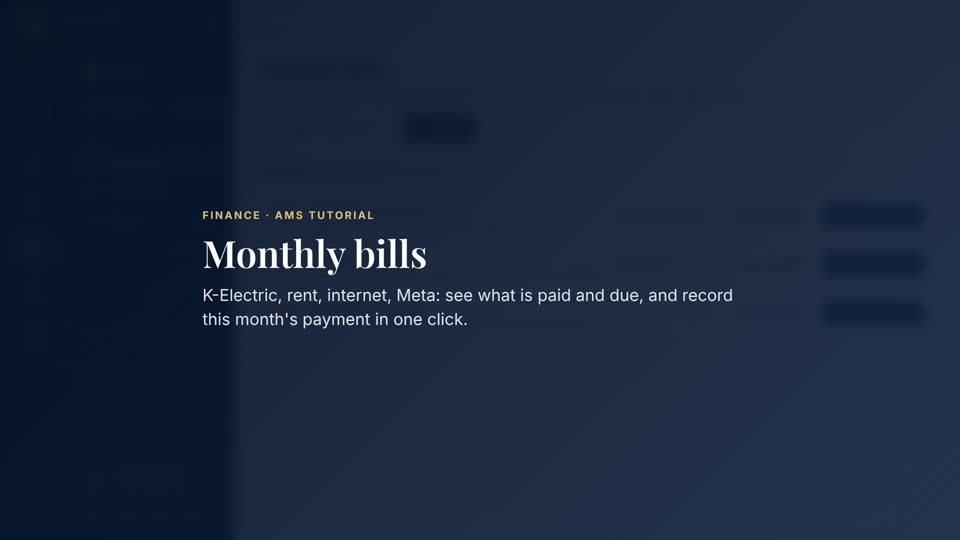 FINANCE · AMS TUTORIAL
Monthly bills
K-Electric, rent, internet, Meta: see what is paid and due, and record
this month's payment in one click.